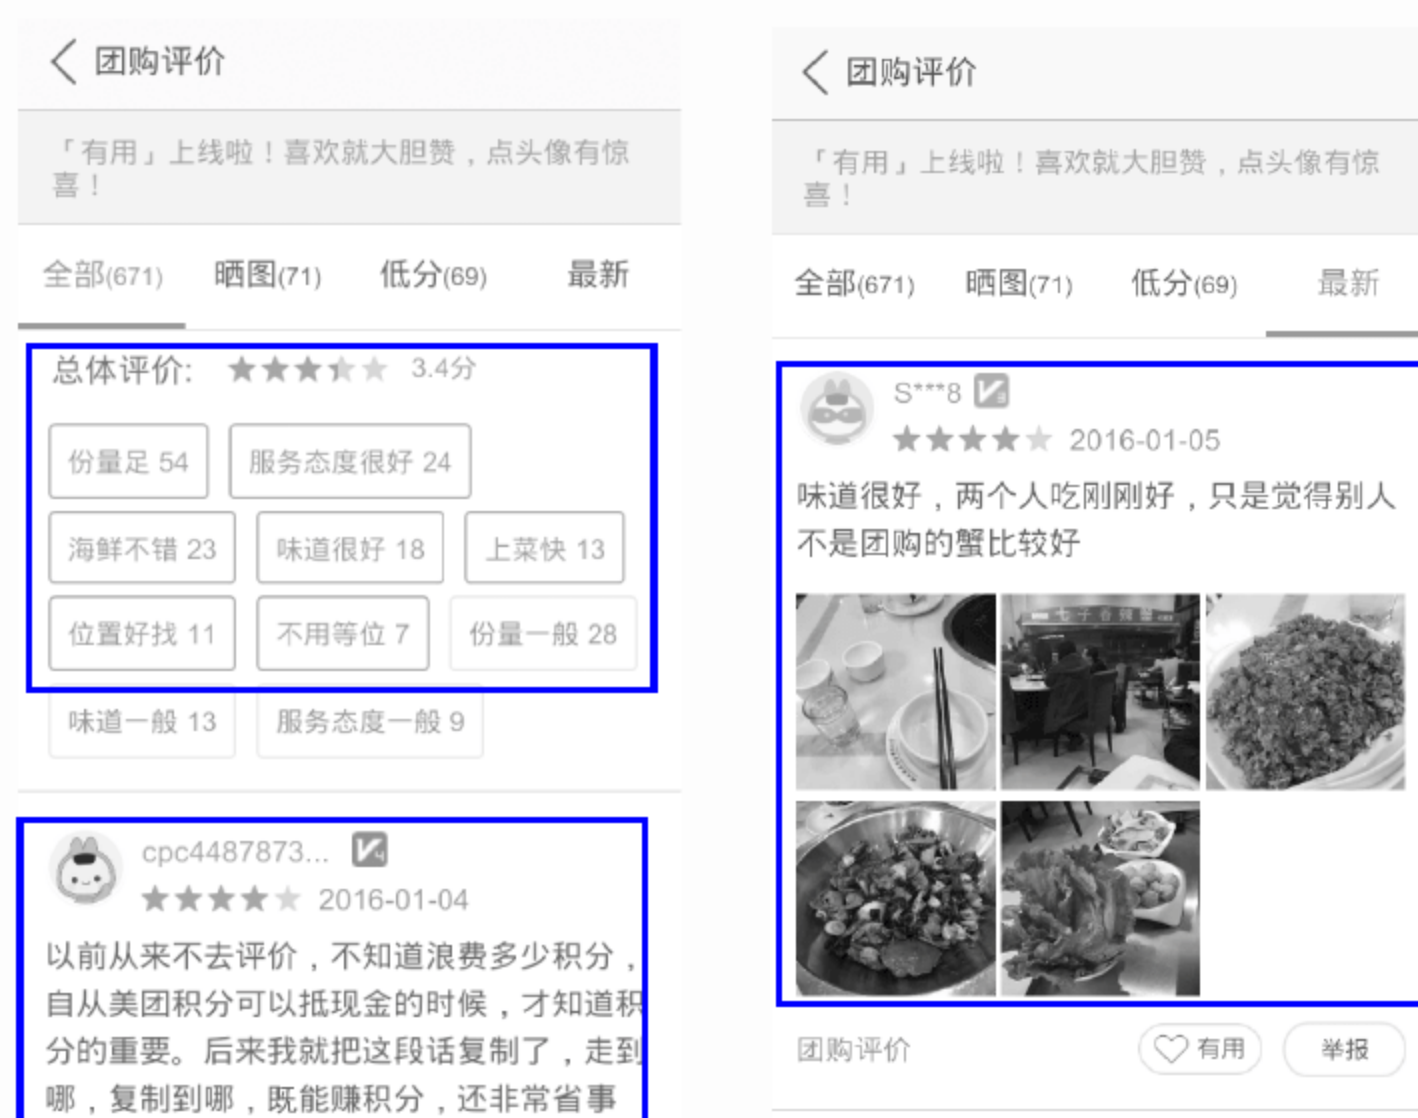 团购评价
「有用」上线啦！喜欢就大胆赞，点头像有惊
喜！
全部(671) 晒图(71) 低分(69) 最新
总体评价: 3.4分
份量足 54 服务态度很好 24
海鲜不错 23 味道很好 18 上菜快 13
位置好找 11 不用等位 7 份量一般 28
味道一般 13 服务态度一般 9
cpc4487873... V4
2016-01-04
以前从来不去评价，不知道浪费多少积分，
自从美团积分可以抵现金的时候，才知道积
分的重要。后来我就把这段话复制了，走到
哪，复制到哪，既能赚积分，还非常省事
团购评价
「有用」上线啦！喜欢就大胆赞，点头像有惊
喜！
全部(671) 晒图(71) 低分(69) 最新
S***8 V3
2016-01-05
味道很好，两个人吃刚刚好，只是觉得别人
不是团购的蟹比较好
七子香辣蟹
团购评价 有用 举报